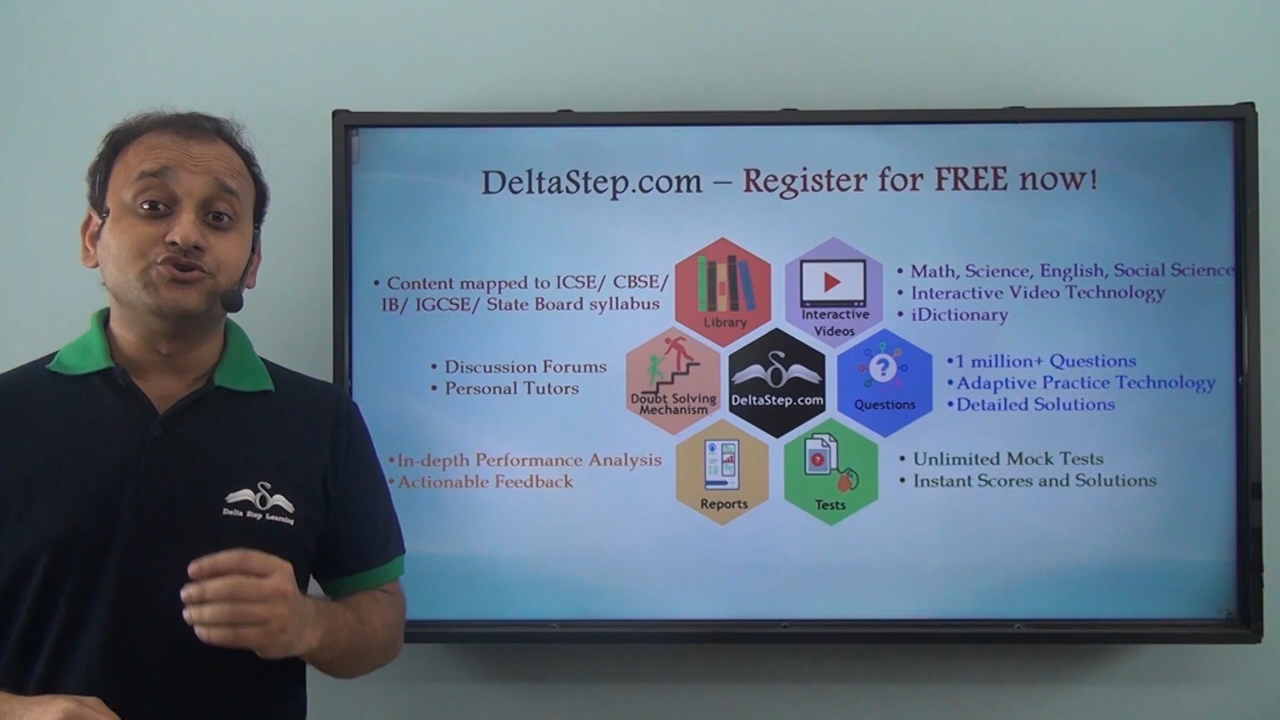 DeltaStep.com – Register for FREE now!
• Content mapped to ICSE/ CBSE/
IB/ IGCSE/ State Board syllabus
Library
Interactive
Videos
• Math, Science, English, Social Science
• Interactive Video Technology
• iDictionary
• Discussion Forums
• Personal Tutors
Doubt Solving
Mechanism
DeltaStep.com
Questions
•1 million+ Questions
•Adaptive Practice Technology
•Detailed Solutions
•In-depth Performance Analysis
•Actionable Feedback
Reports
Tests
• Unlimited Mock Tests
• Instant Scores and Solutions
Delta Step Learning